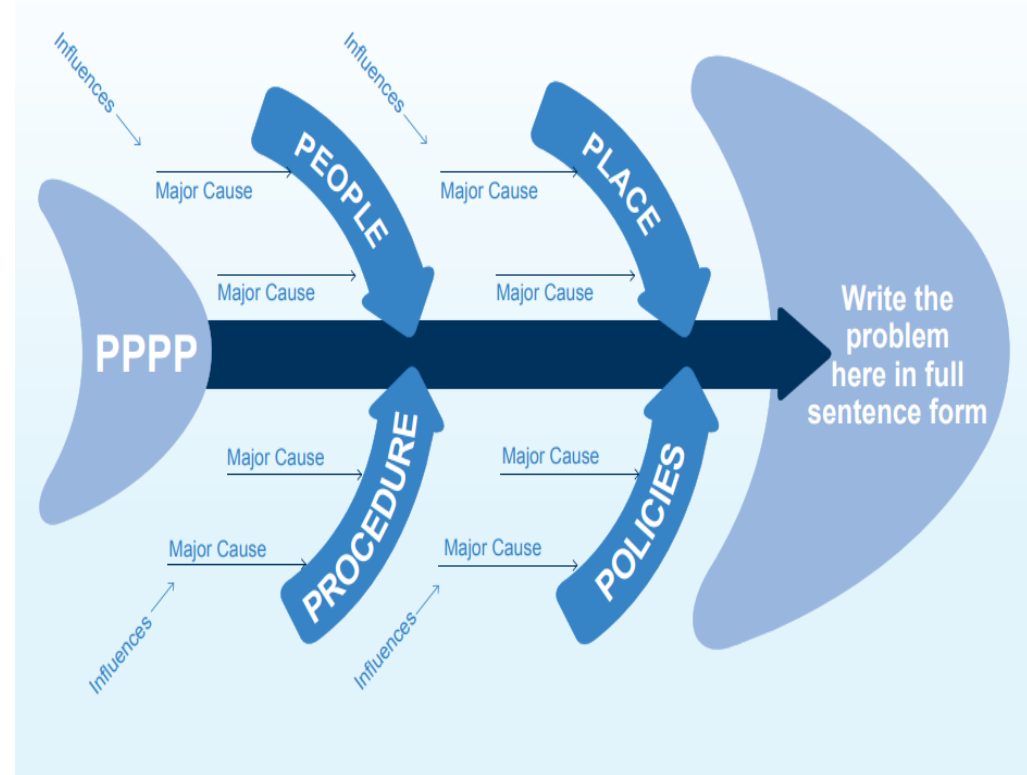 Influences
Influences
PEOPLE
PLACE
Major Cause
Major Cause
Major Cause
Major Cause
PPPP
Write the
problem
here in full
sentence form
Major Cause
Major Cause
PROCEDURE
POLICIES
Major Cause
Major Cause
Influences
Influences